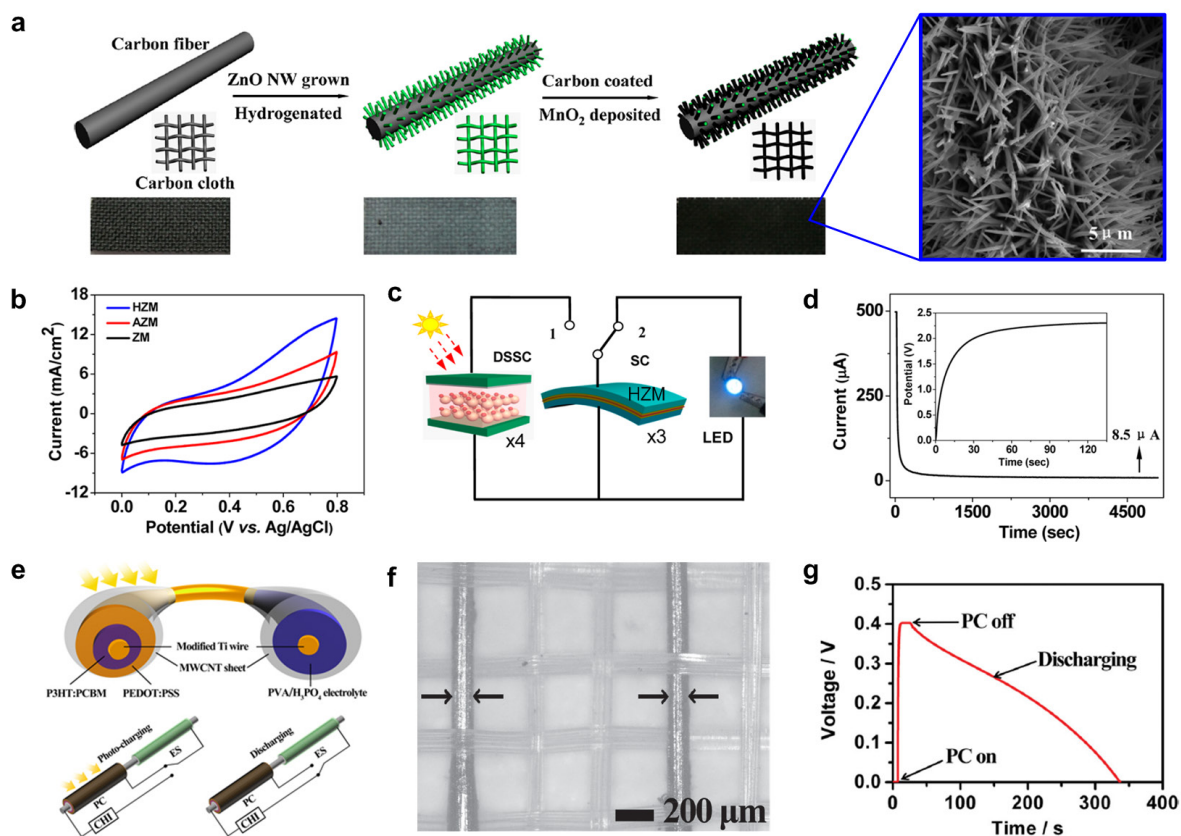 a
Carbon fiber
ZnO NW grown
Hydrogenated
Carbon coated
MnO₂ deposited
Carbon cloth
5 μm
b
HZM
AZM
ZM
Current (mA/cm²)
18
12
6
0
-6
-12
0.0 0.2 0.4 0.6 0.8
Potential (V vs. Ag/AgCl)
c
1
2
DSSC
SC
HZM
x4
x3
LED
d
Current (μA)
500
250
0
0 1500 3000 4500
Time (sec)
Potential (V)
2.5
2.0
1.5
1.0
0.5
0.0
0 30 60 90 120
Time (sec)
8.5 μA
e
Modified Ti wire
MWCNT sheet
P3HT:PCBM
PEDOT:PSS
PVA/H₃PO₄ electrolyte
Photo-charging
ES
PC
CHI
Discharging
ES
PC
CHI
f
200 μm
g
Voltage / V
0.5
0.4
0.3
0.2
0.1
0.0
PC off
Discharging
PC on
0 100 200 300 400
Time / s